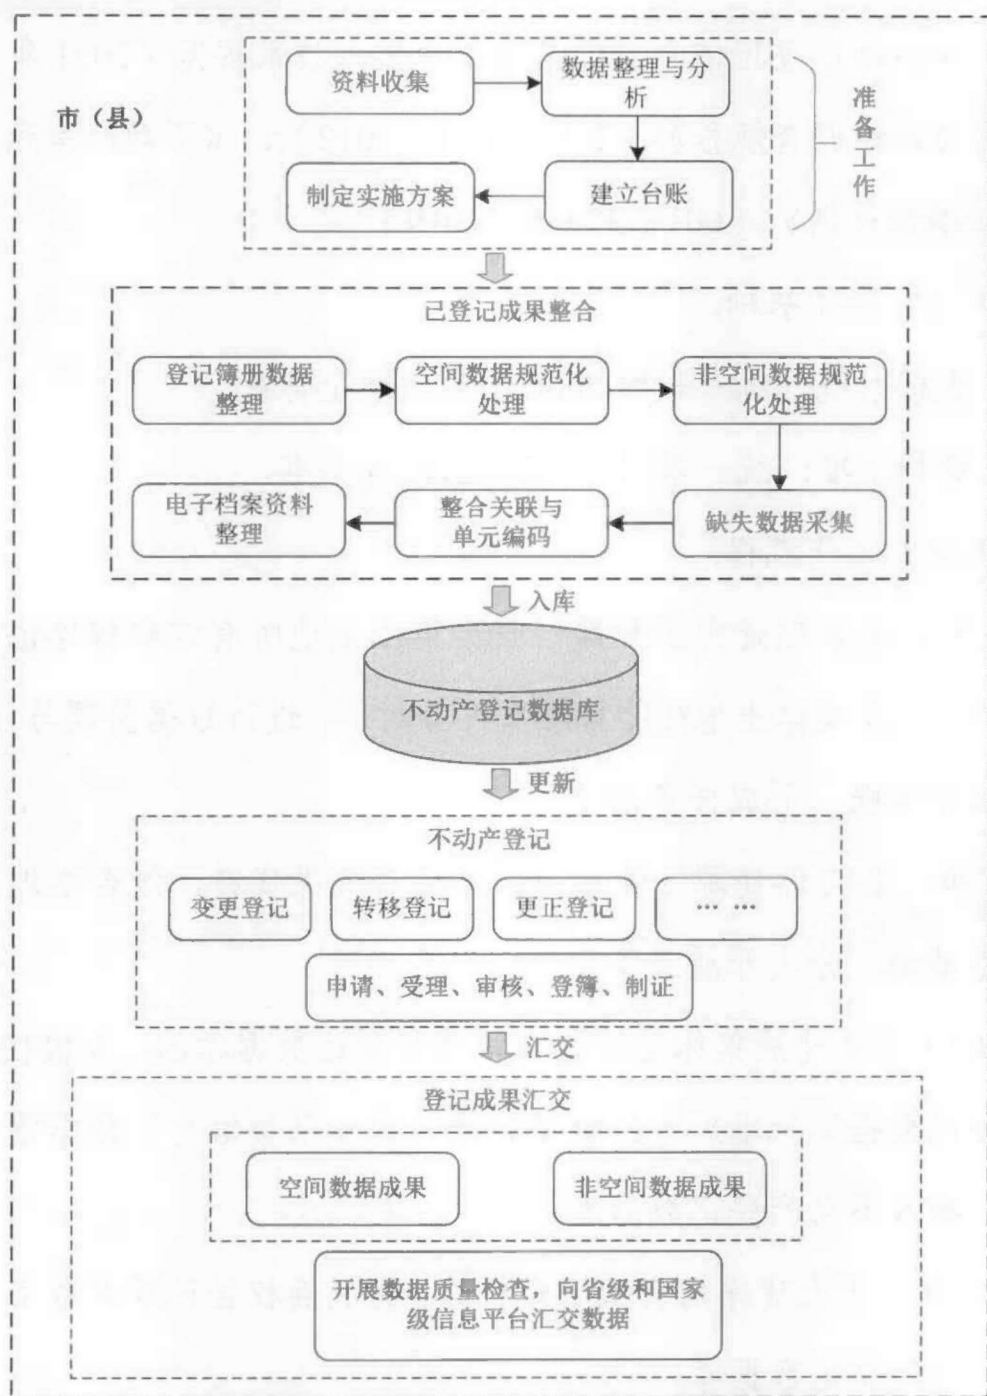 市（县）
资料收集
数据整理与分
析
准
备
工
作
制定实施方案
建立台账
已登记成果整合
登记簿册数据
整理
空间数据规范化
处理
非空间数据规范
化处理
电子档案资料
整理
整合关联与
单元编码
缺失数据采集
入库
不动产登记数据库
更新
不动产登记
变更登记
转移登记
更正登记
… …
申请、受理、审核、登簿、制证
汇交
登记成果汇交
空间数据成果
非空间数据成果
开展数据质量检查，向省级和国家
级信息平台汇交数据